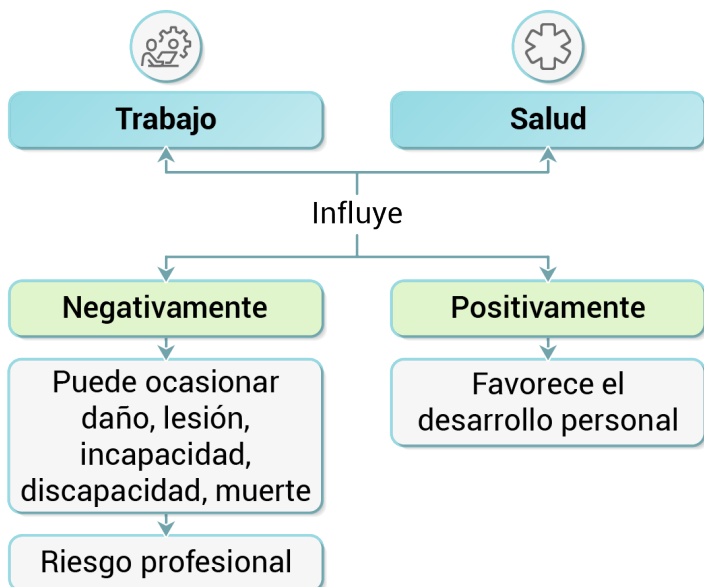 Trabajo
Salud
Influye
Negativamente
Positivamente
Puede ocasionar
daño, lesión,
incapacidad,
discapacidad, muerte
Favorece el
desarrollo personal
Riesgo profesional